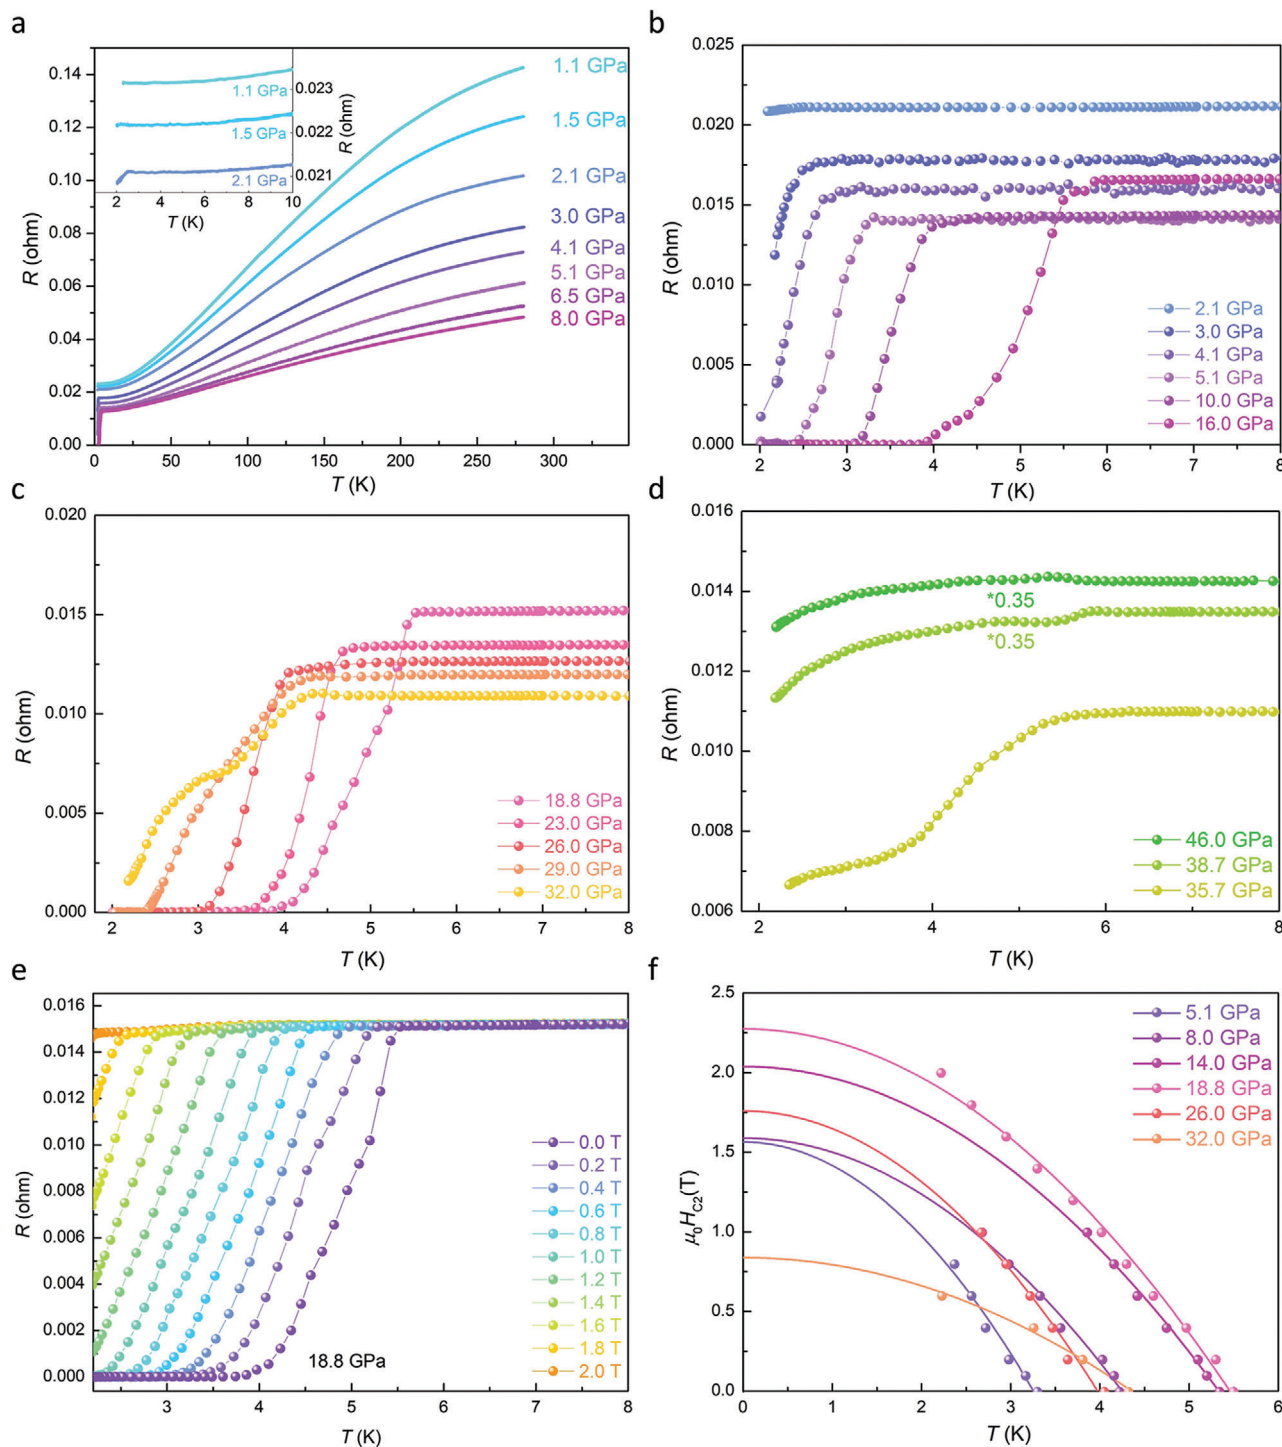 a
0.14
0.12
0.10
0.08
0.06
0.04
0.02
0.00
R (ohm)
0 50 100 150 200 250 300
T (K)
1.1 GPa
1.5 GPa
2.1 GPa
3.0 GPa
4.1 GPa
5.1 GPa
6.5 GPa
8.0 GPa
1.1 GPa
1.5 GPa
2.1 GPa
0.023
0.022
0.021
R (ohm)
2 4 6 8 10
T (K)
b
0.025
0.020
0.015
0.010
0.005
0.000
R (ohm)
2 3 4 5 6 7 8
T (K)
2.1 GPa
3.0 GPa
4.1 GPa
5.1 GPa
10.0 GPa
16.0 GPa
c
0.020
0.015
0.010
0.005
0.000
R (ohm)
2 3 4 5 6 7 8
T (K)
18.8 GPa
23.0 GPa
26.0 GPa
29.0 GPa
32.0 GPa
d
0.016
0.014
0.012
0.010
0.008
0.006
R (ohm)
2 4 6 8
T (K)
*0.35
*0.35
46.0 GPa
38.7 GPa
35.7 GPa
e
0.016
0.014
0.012
0.010
0.008
0.006
0.004
0.002
0.000
R (ohm)
3 4 5 6 7 8
T (K)
18.8 GPa
0.0 T
0.2 T
0.4 T
0.6 T
0.8 T
1.0 T
1.2 T
1.4 T
1.6 T
1.8 T
2.0 T
f
2.5
2.0
1.5
1.0
0.5
0.0
μ0HC2(T)
0 1 2 3 4 5 6
T (K)
5.1 GPa
8.0 GPa
14.0 GPa
18.8 GPa
26.0 GPa
32.0 GPa